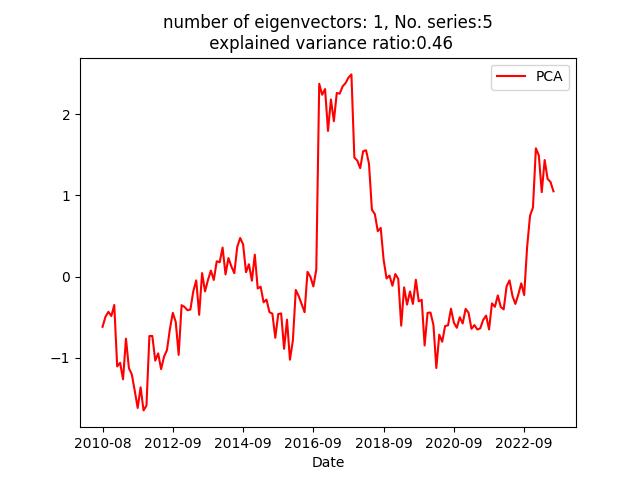 number of eigenvectors: 1, No. series:5
explained variance ratio:0.46
PCA
2
1
0
−1
2010-08 2012-09 2014-09 2016-09 2018-09 2020-09 2022-09
Date